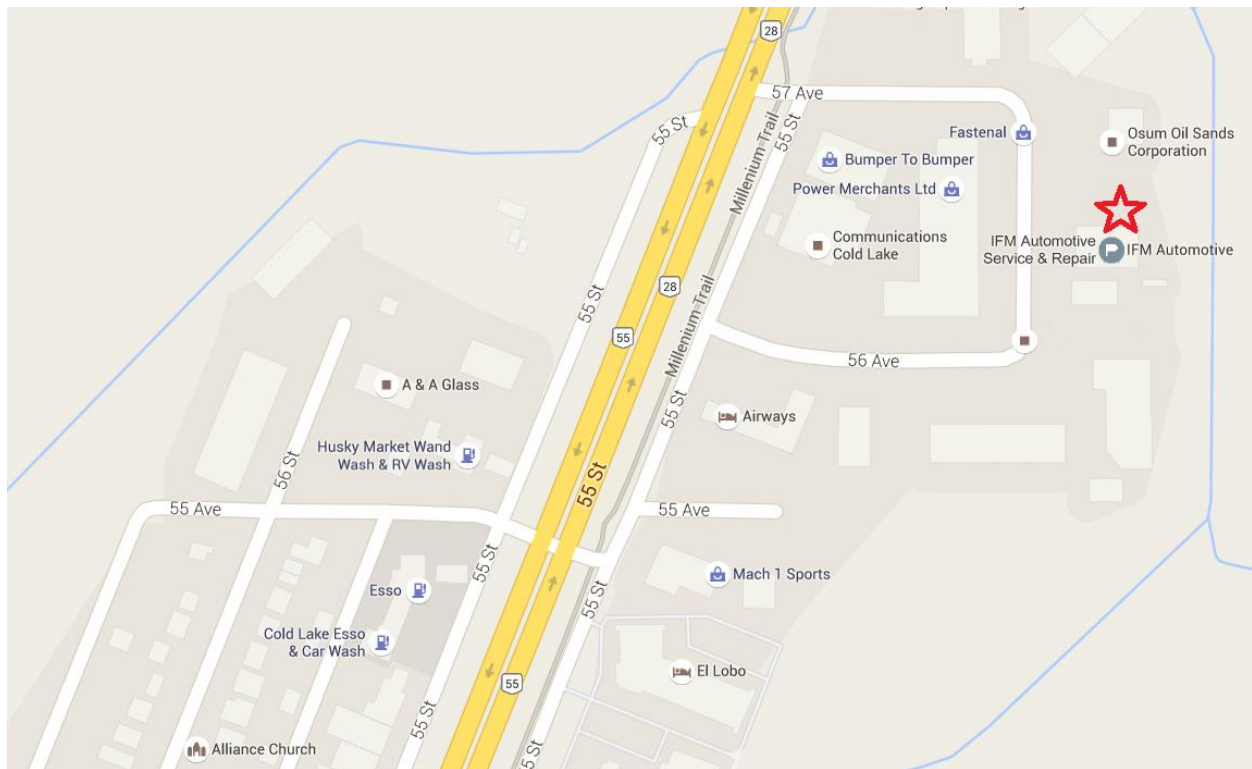 28
57 Ave
55 St
Millenium Trail
55 St
Fastenal
Osum Oil Sands
Corporation
Bumper To Bumper
Power Merchants Ltd
Communications
Cold Lake
IFM Automotive
Service & Repair
IFM Automotive
28
55 St
55
Millenium Trail
56 Ave
A & A Glass
55 St
Airways
Husky Market Wand
Wash & RV Wash
56 St
55 St
55 Ave
55 Ave
55 St
55 St
Mach 1 Sports
Esso
Cold Lake Esso
& Car Wash
El Lobo
55
55 St
5 St
Alliance Church